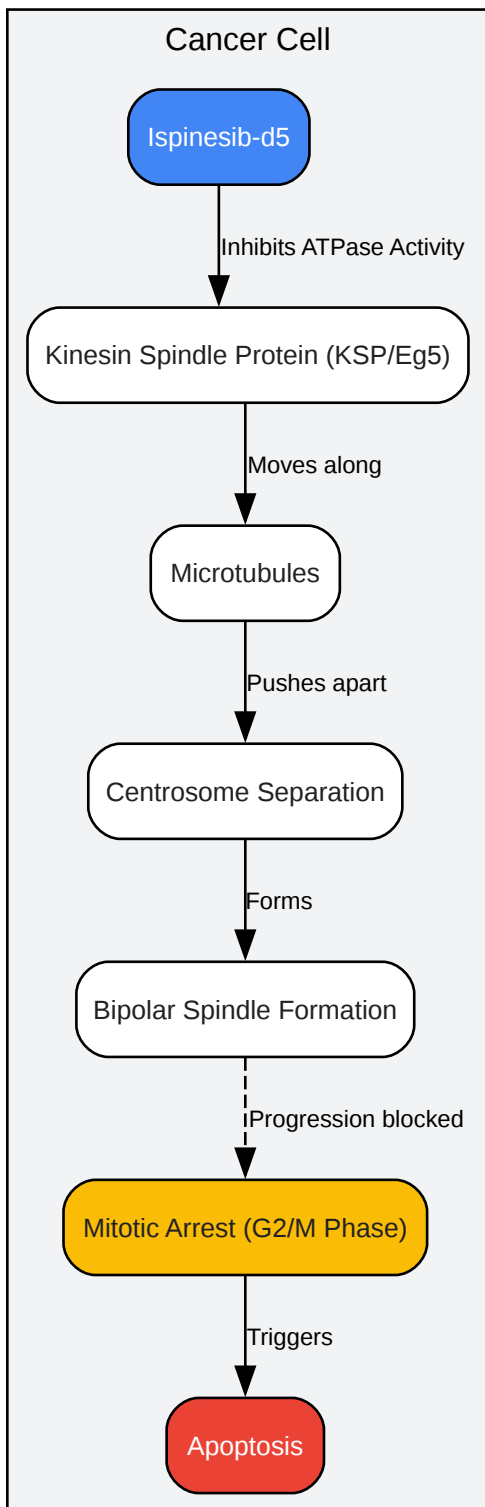 Cancer Cell
Ispinesib-d5
Inhibits ATPase Activity
Kinesin Spindle Protein (KSP/Eg5)
Moves along
Microtubules
Pushes apart
Centrosome Separation
Forms
Bipolar Spindle Formation
Progression blocked
Mitotic Arrest (G2/M Phase)
Triggers
Apoptosis